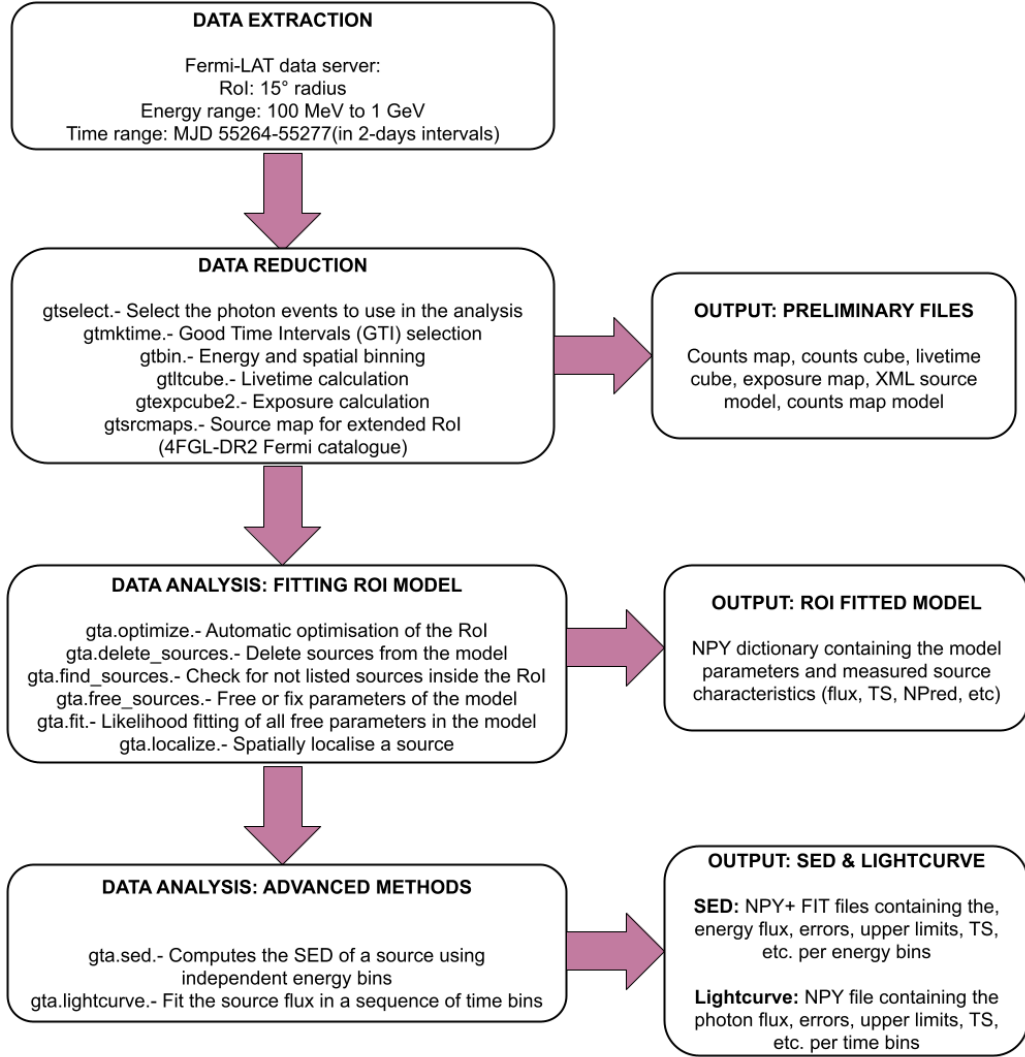 DATA EXTRACTION
Fermi-LAT data server:
RoI: 15° radius
Energy range: 100 MeV to 1 GeV
Time range: MJD 55264-55277(in 2-days intervals)
DATA REDUCTION
gtselect.- Select the photon events to use in the analysis
gtmktime.- Good Time Intervals (GTI) selection
gtbin.- Energy and spatial binning
gtltcube.- Livetime calculation
gtexpcube2.- Exposure calculation
gtsrcmaps.- Source map for extended RoI
(4FGL-DR2 Fermi catalogue)
OUTPUT: PRELIMINARY FILES
Counts map, counts cube, livetime
cube, exposure map, XML source
model, counts map model
DATA ANALYSIS: FITTING ROI MODEL
gta.optimize.- Automatic optimisation of the RoI
gta.delete_sources.- Delete sources from the model
gta.find_sources.- Check for not listed sources inside the RoI
gta.free_sources.- Free or fix parameters of the model
gta.fit.- Likelihood fitting of all free parameters in the model
gta.localize.- Spatially localise a source
OUTPUT: ROI FITTED MODEL
NPY dictionary containing the model
parameters and measured source
characteristics (flux, TS, NPred, etc)
DATA ANALYSIS: ADVANCED METHODS
gta.sed.- Computes the SED of a source using
independent energy bins
gta.lightcurve.- Fit the source flux in a sequence of time bins
OUTPUT: SED & LIGHTCURVE
SED: NPY+ FIT files containing the,
energy flux, errors, upper limits, TS,
etc. per energy bins
Lightcurve: NPY file containing the
photon flux, errors, upper limits, TS,
etc. per time bins